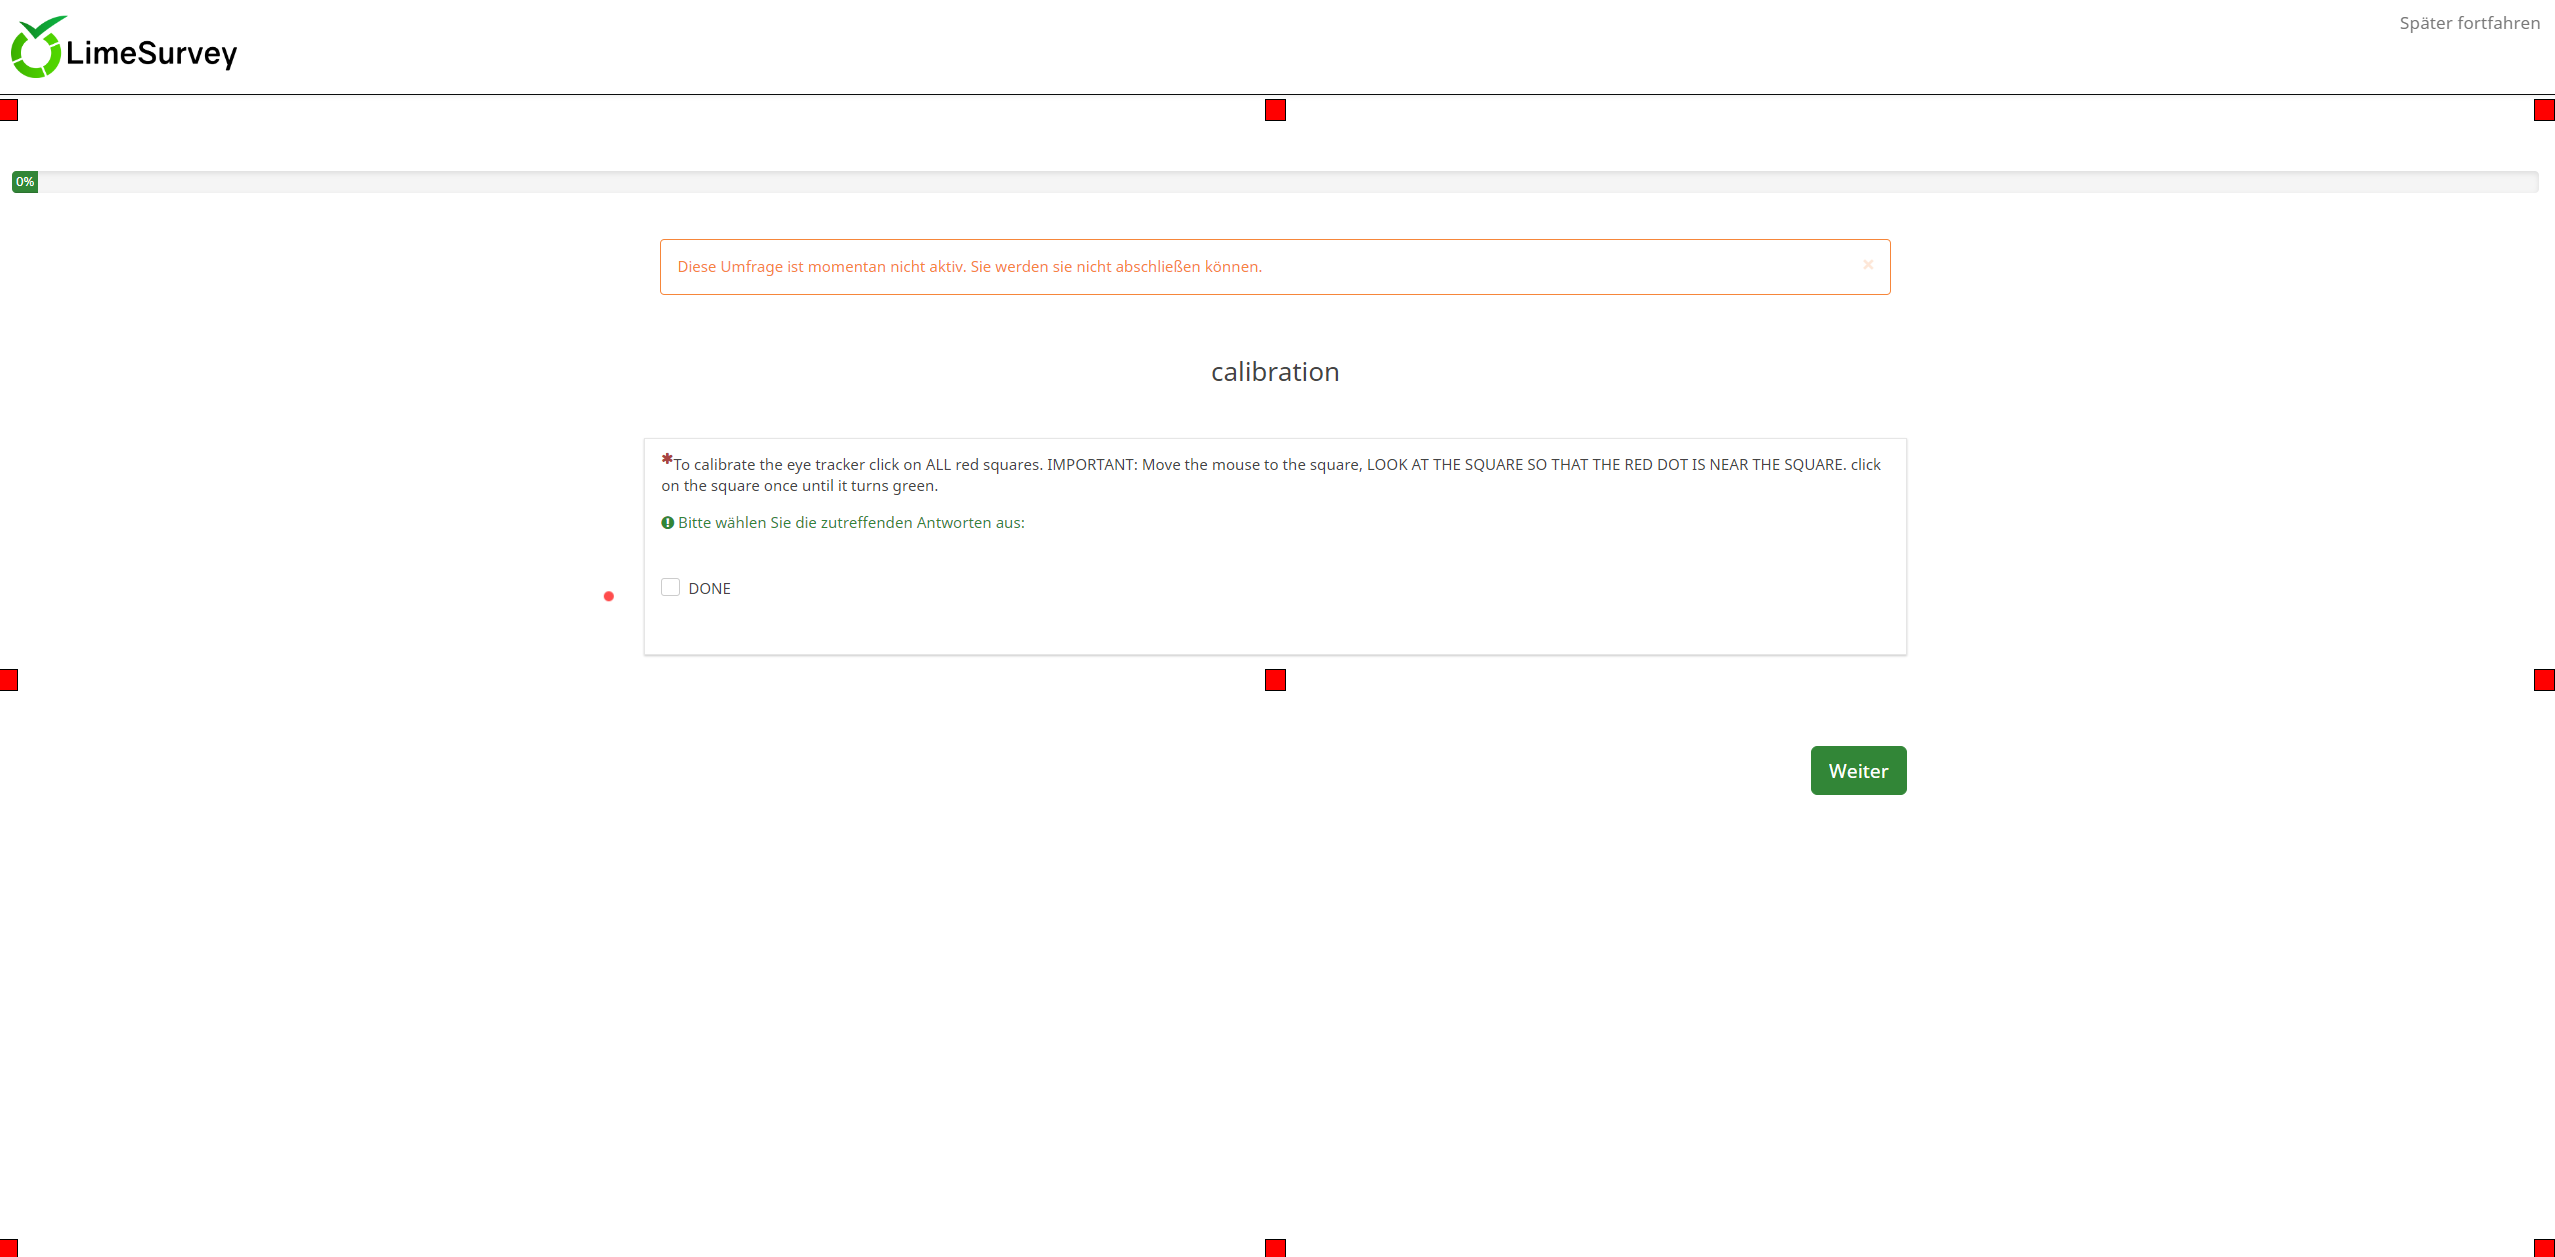 LimeSurvey
Später fortfahren
0%
Diese Umfrage ist momentan nicht aktiv. Sie werden sie nicht abschließen können.
×
calibration
✱To calibrate the eye tracker click on ALL red squares. IMPORTANT: Move the mouse to the square, LOOK AT THE SQUARE SO THAT THE RED DOT IS NEAR THE SQUARE. click
on the square once until it turns green.
Bitte wählen Sie die zutreffenden Antworten aus:
DONE
Weiter